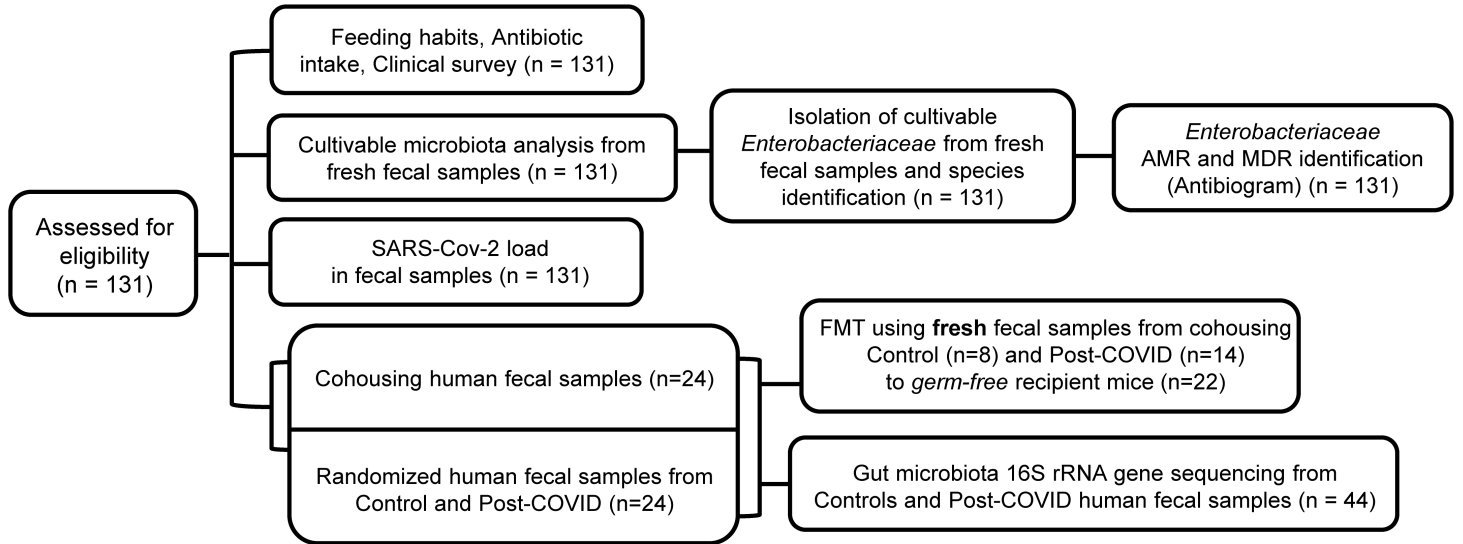 Assessed for
eligibility
(n = 131)
Feeding habits, Antibiotic
intake, Clinical survey (n = 131)
Cultivable microbiota analysis from
fresh fecal samples (n = 131)
Isolation of cultivable
Enterobacteriaceae from fresh
fecal samples and species
identification (n = 131)
Enterobacteriaceae
AMR and MDR identification
(Antibiogram) (n = 131)
SARS-Cov-2 load
in fecal samples (n = 131)
Cohousing human fecal samples (n=24)
Randomized human fecal samples from
Control and Post-COVID (n=24)
FMT using fresh fecal samples from cohousing
Control (n=8) and Post-COVID (n=14)
to germ-free recipient mice (n=22)
Gut microbiota 16S rRNA gene sequencing from
Controls and Post-COVID human fecal samples (n = 44)